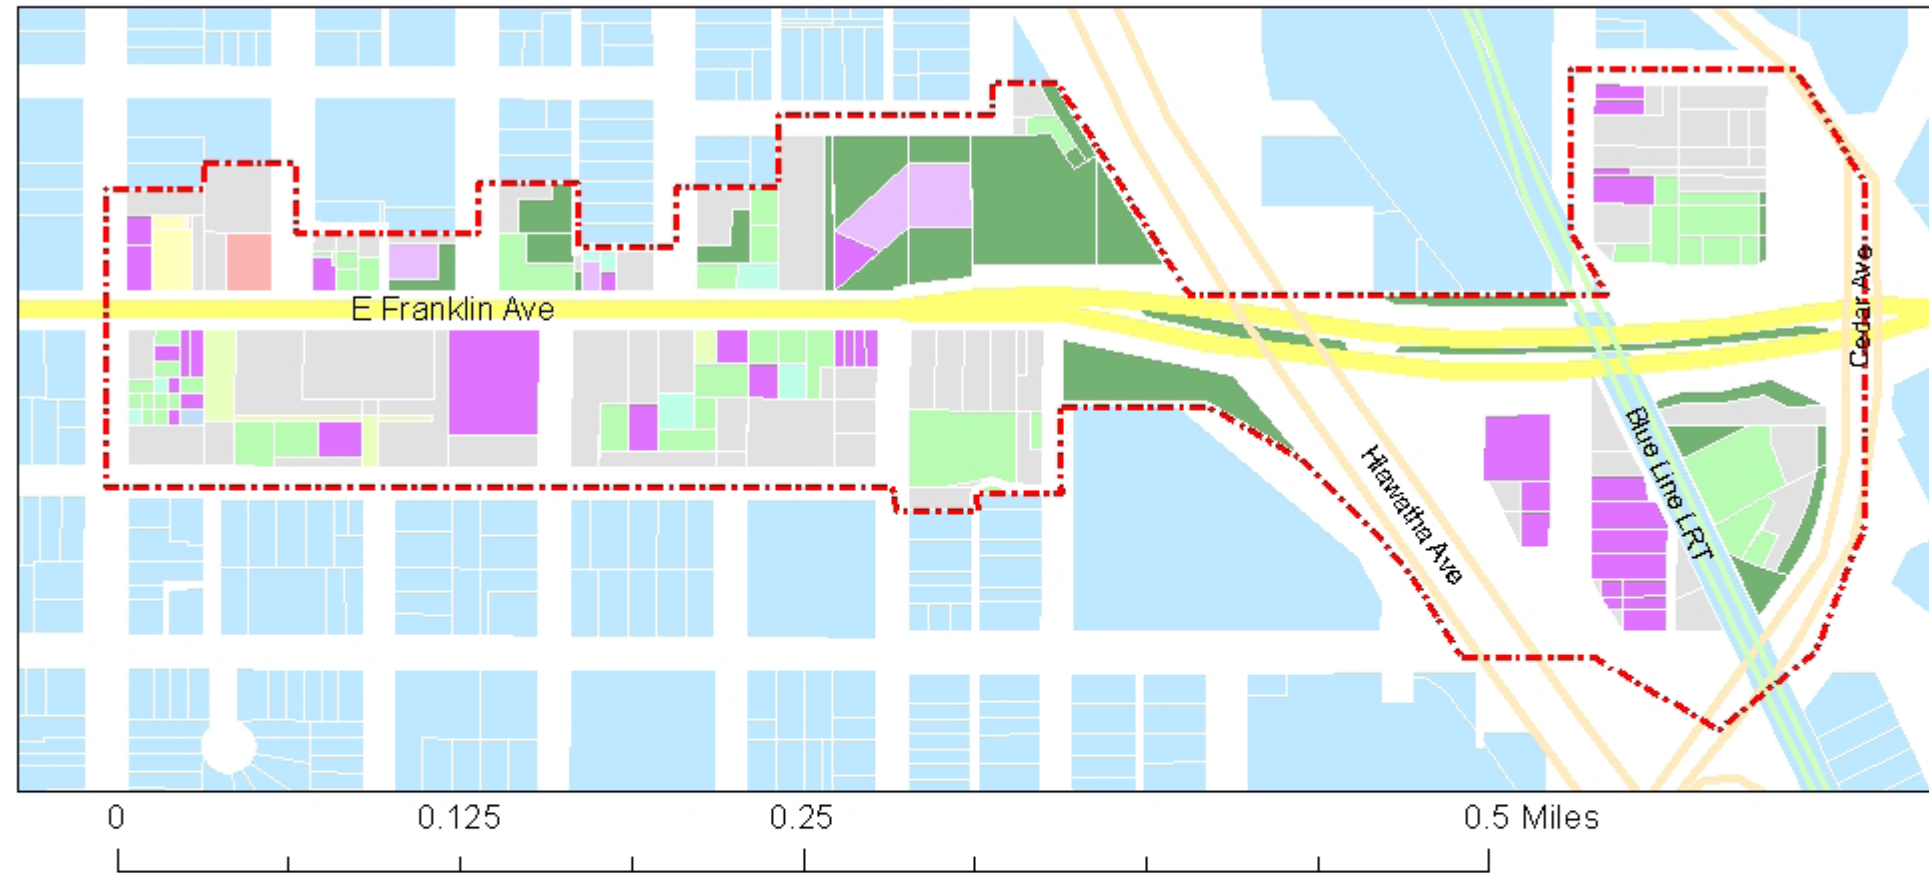 E Franklin Ave
Cedar Ave
Blue Line LRT
Hiawatha Ave
0 0.125 0.25 0.5 Miles